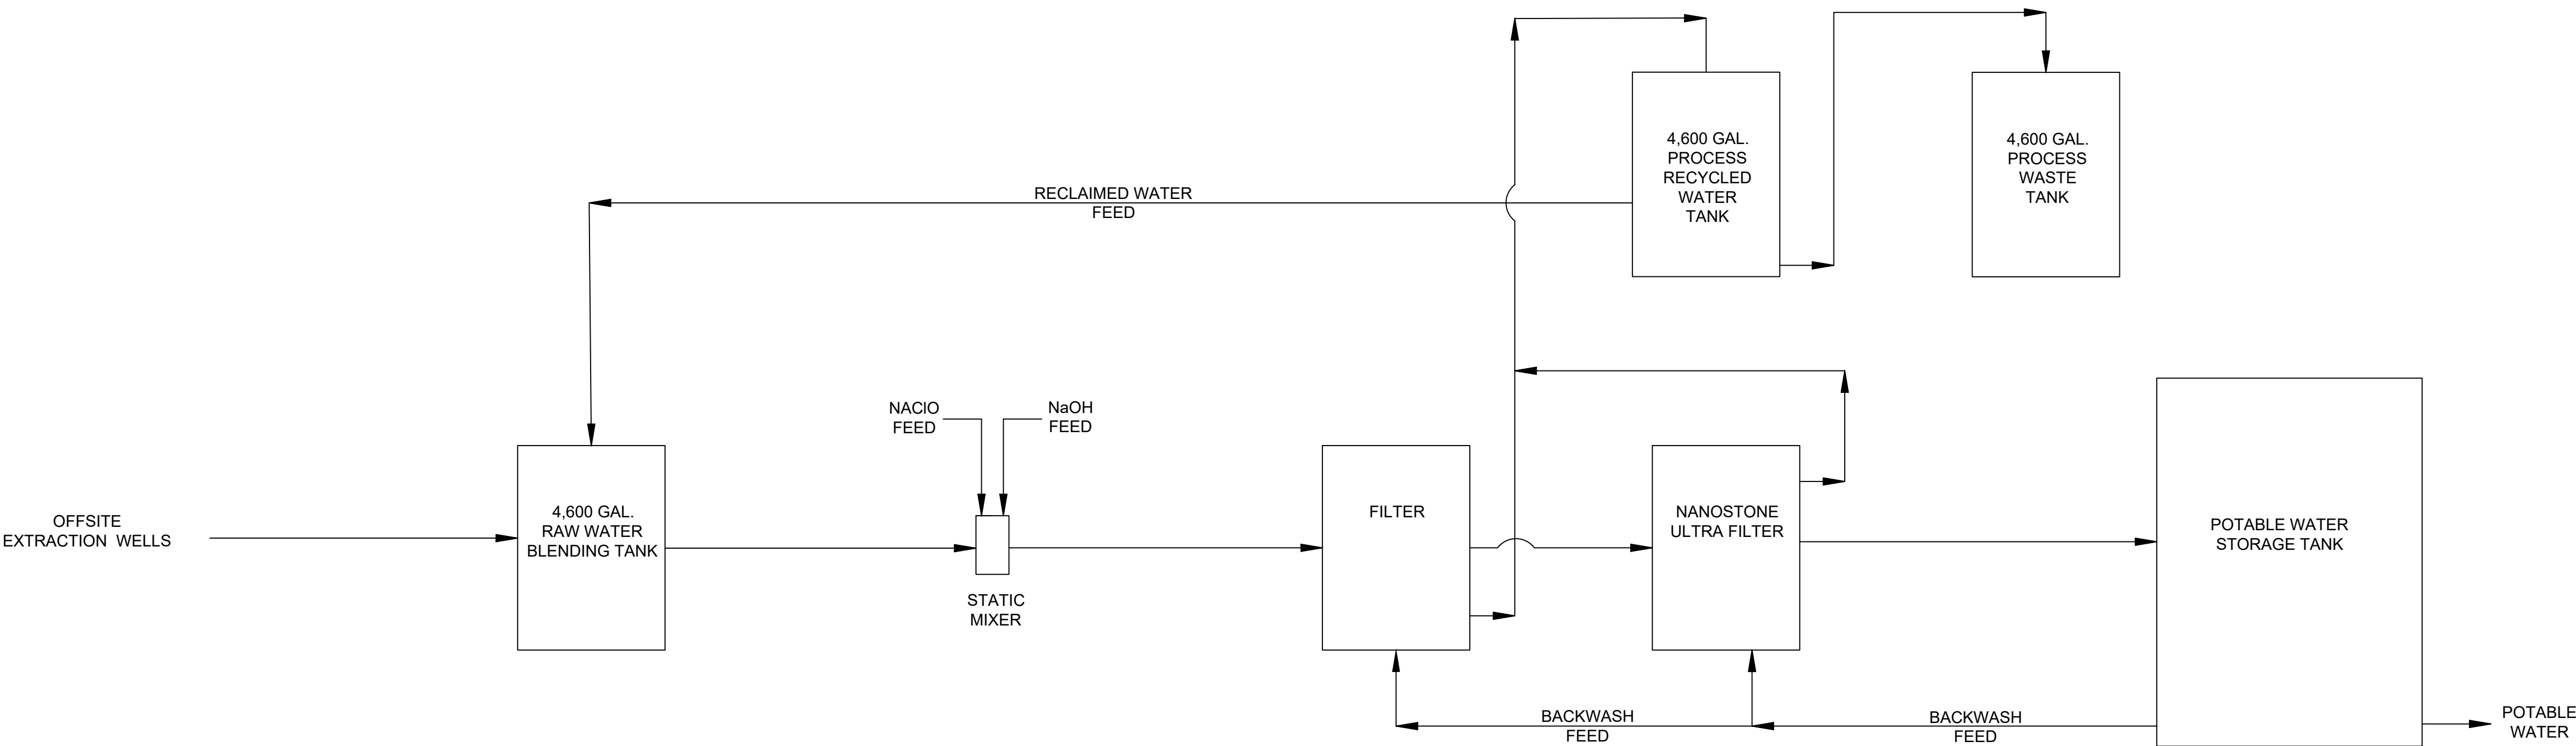 4,600 GAL.
PROCESS
RECYCLED
WATER
TANK
4,600 GAL.
PROCESS
WASTE
TANK
RECLAIMED WATER
FEED
NAClO
FEED
NaOH
FEED
OFFSITE
EXTRACTION WELLS
4,600 GAL.
RAW WATER
BLENDING TANK
STATIC
MIXER
FILTER
NANOSTONE
ULTRA FILTER
POTABLE WATER
STORAGE TANK
BACKWASH
FEED
BACKWASH
FEED
POTABLE
WATER